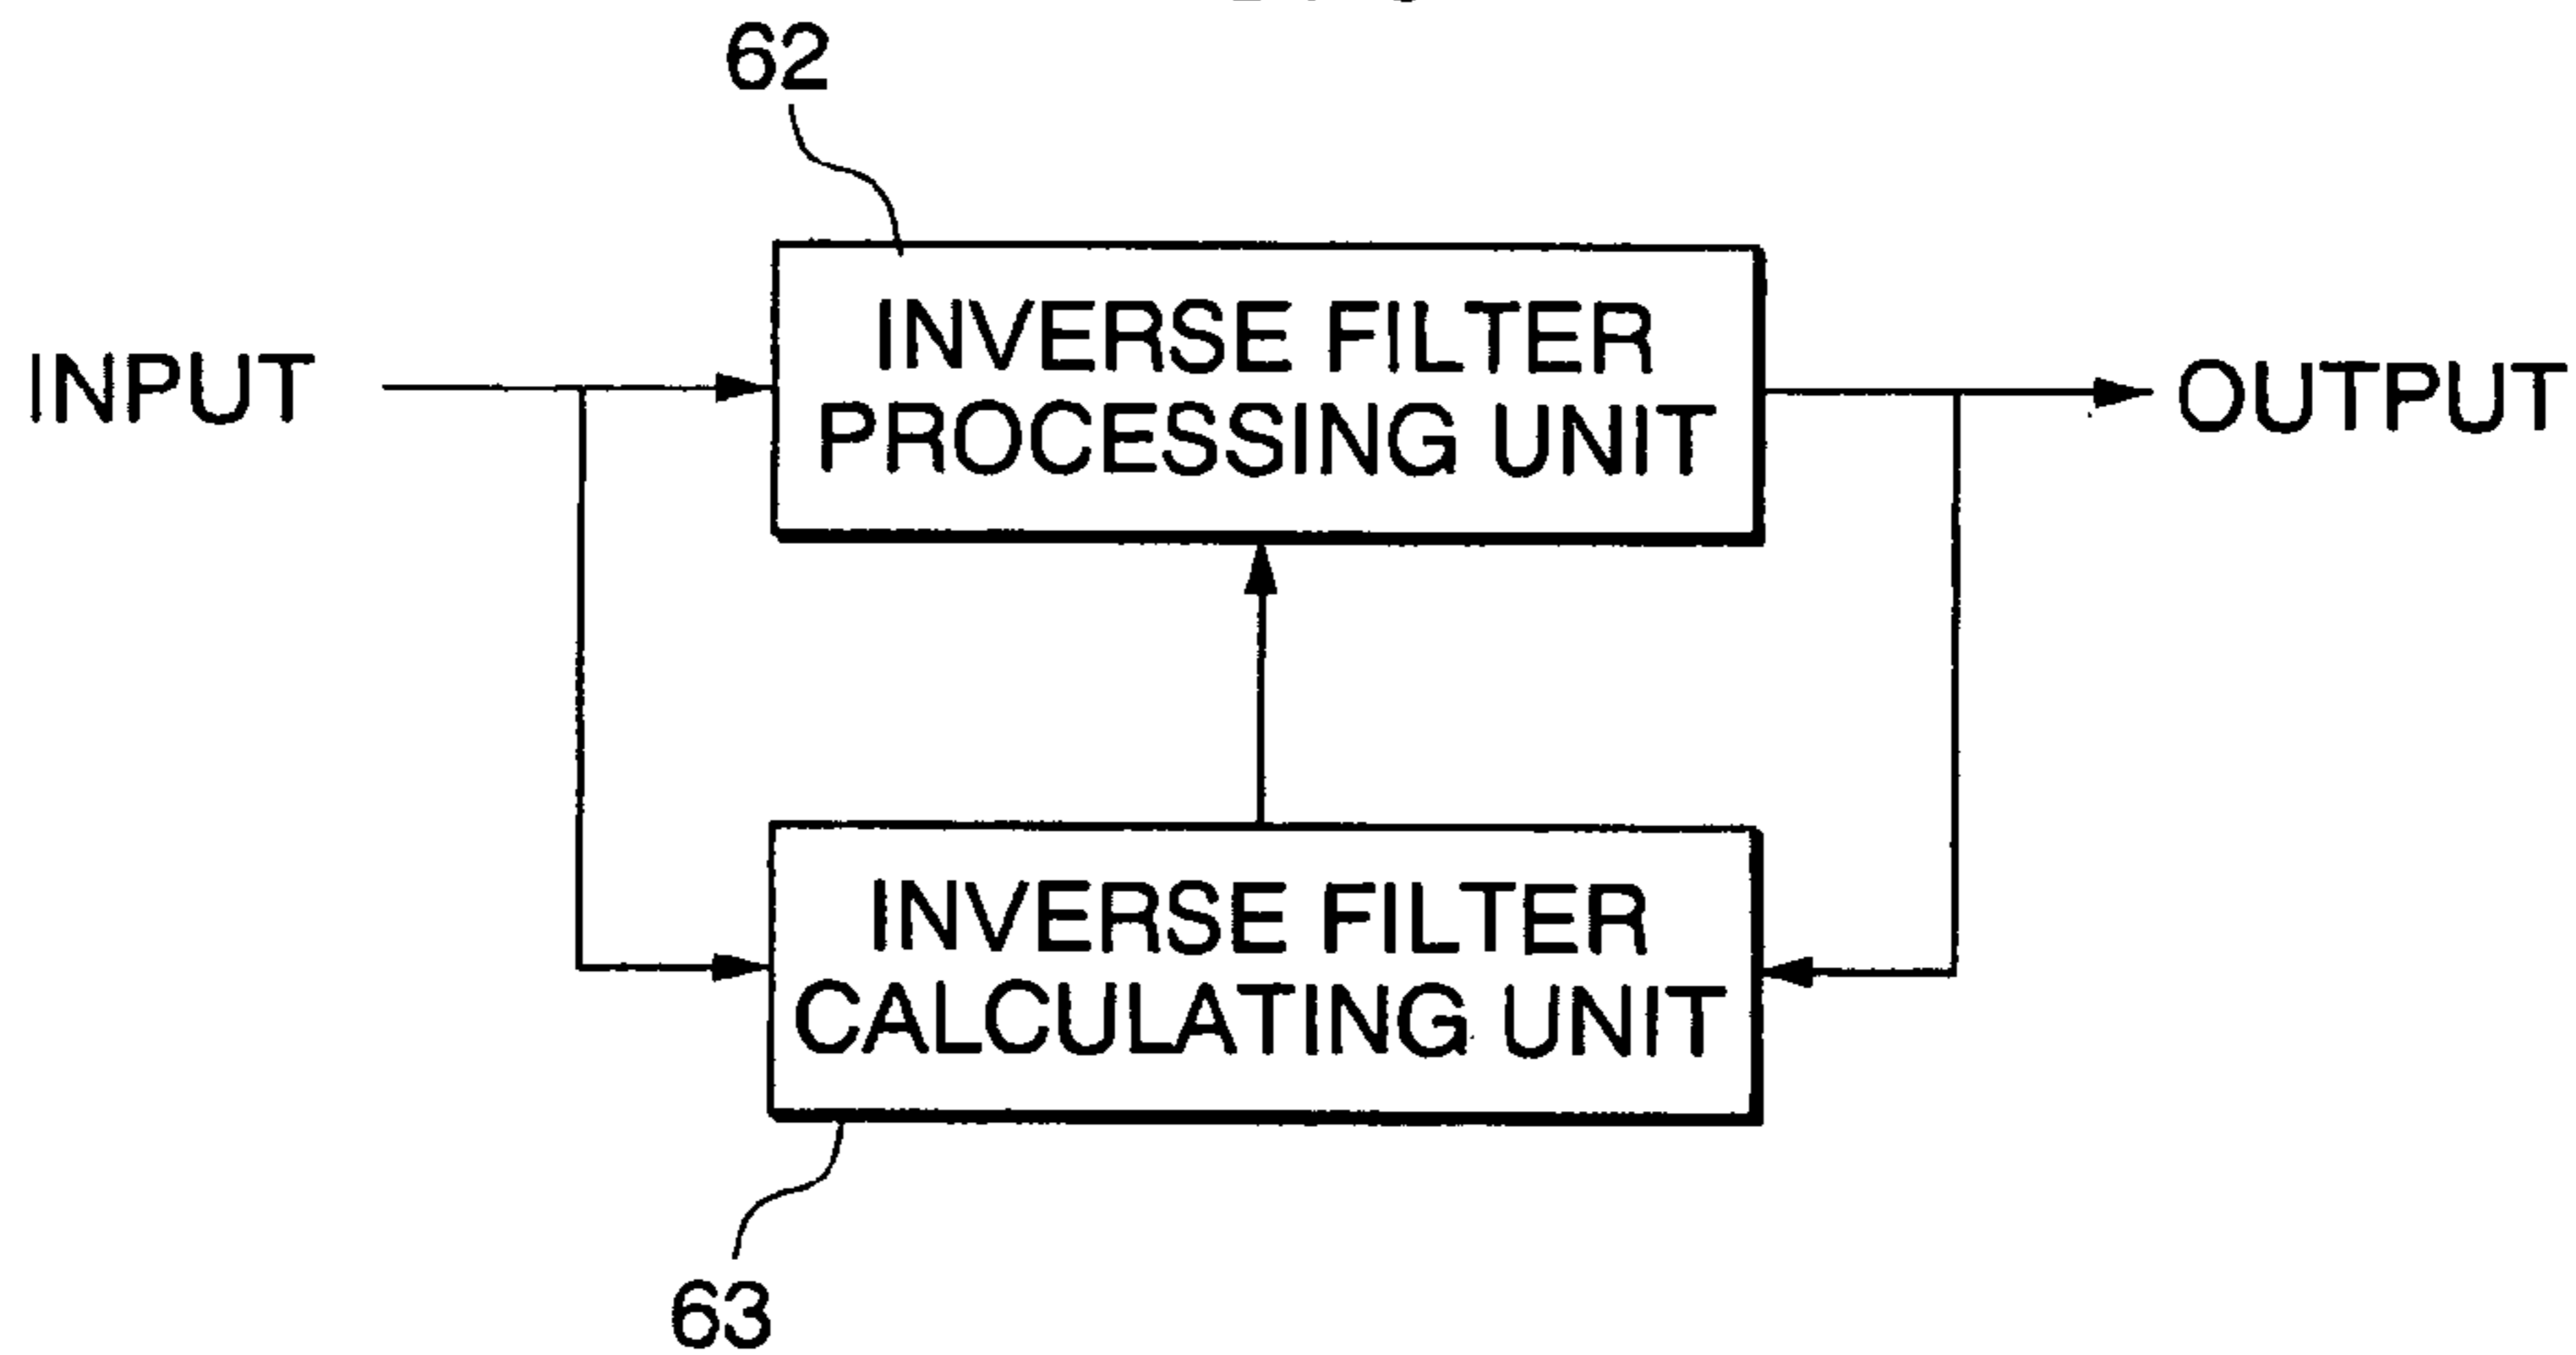 62
INPUT
INVERSE FILTER
PROCESSING UNIT
OUTPUT
INVERSE FILTER
CALCULATING UNIT
63